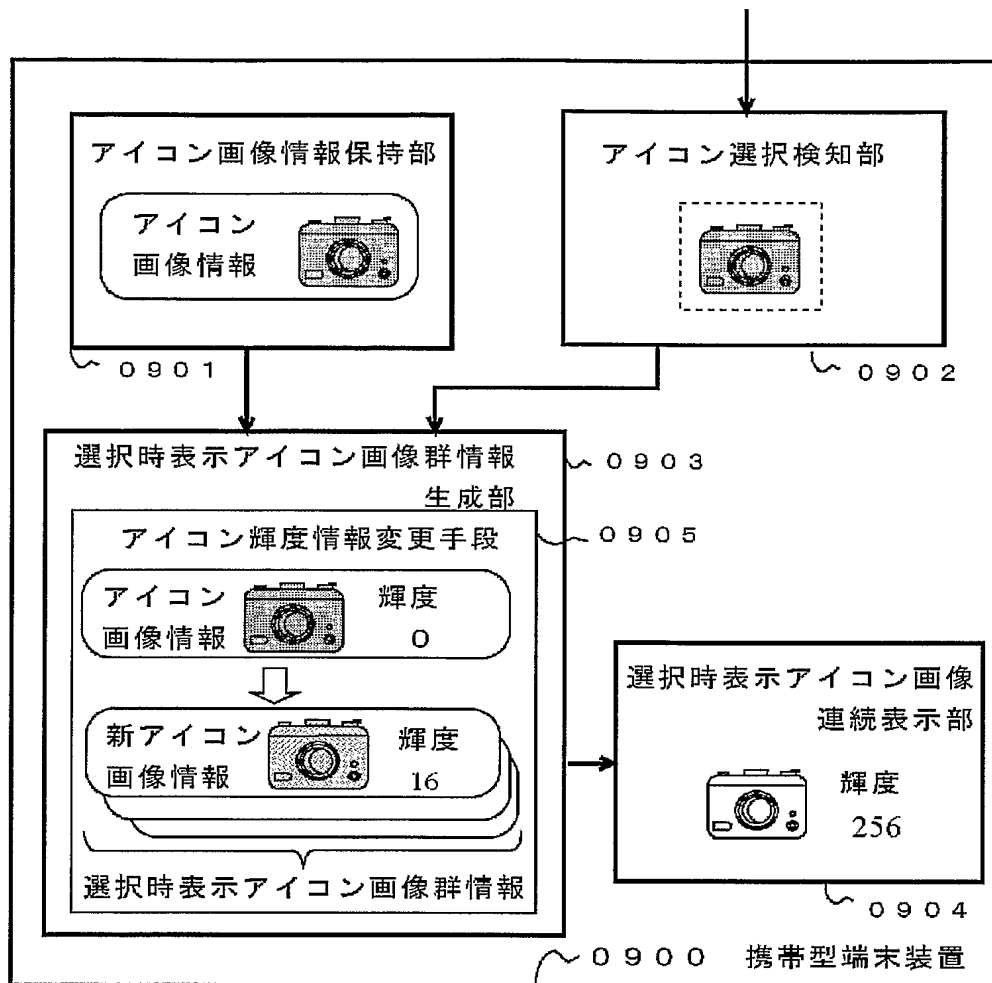 アイコン画像情報保持部
アイコン
画像情報
０９０１
アイコン選択検知部
０９０２
選択時表示アイコン画像群情報
生成部
０９０３
アイコン輝度情報変更手段
０９０５
アイコン
画像情報
輝度
0
新アイコン
画像情報
輝度
16
選択時表示アイコン画像群情報
選択時表示アイコン画像
連続表示部
輝度
256
０９０４
０９００ 携帯型端末装置